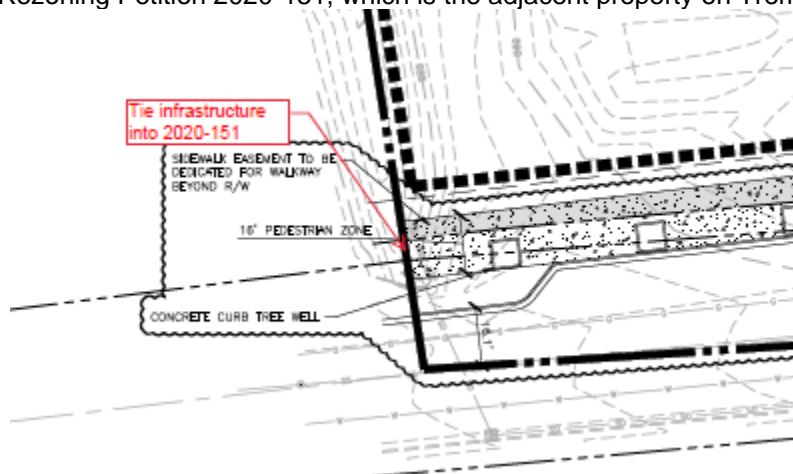 Rezoning Petition 2020-151, which is the adjacent property on
Tie infrastructure
into 2020-151
SIDEWALK EASEMENT TO BE
DEDICATED FOR WALKWAY
BEYOND R/W
16' PEDESTRIAN ZONE
CONCRETE CURB TREE WELL